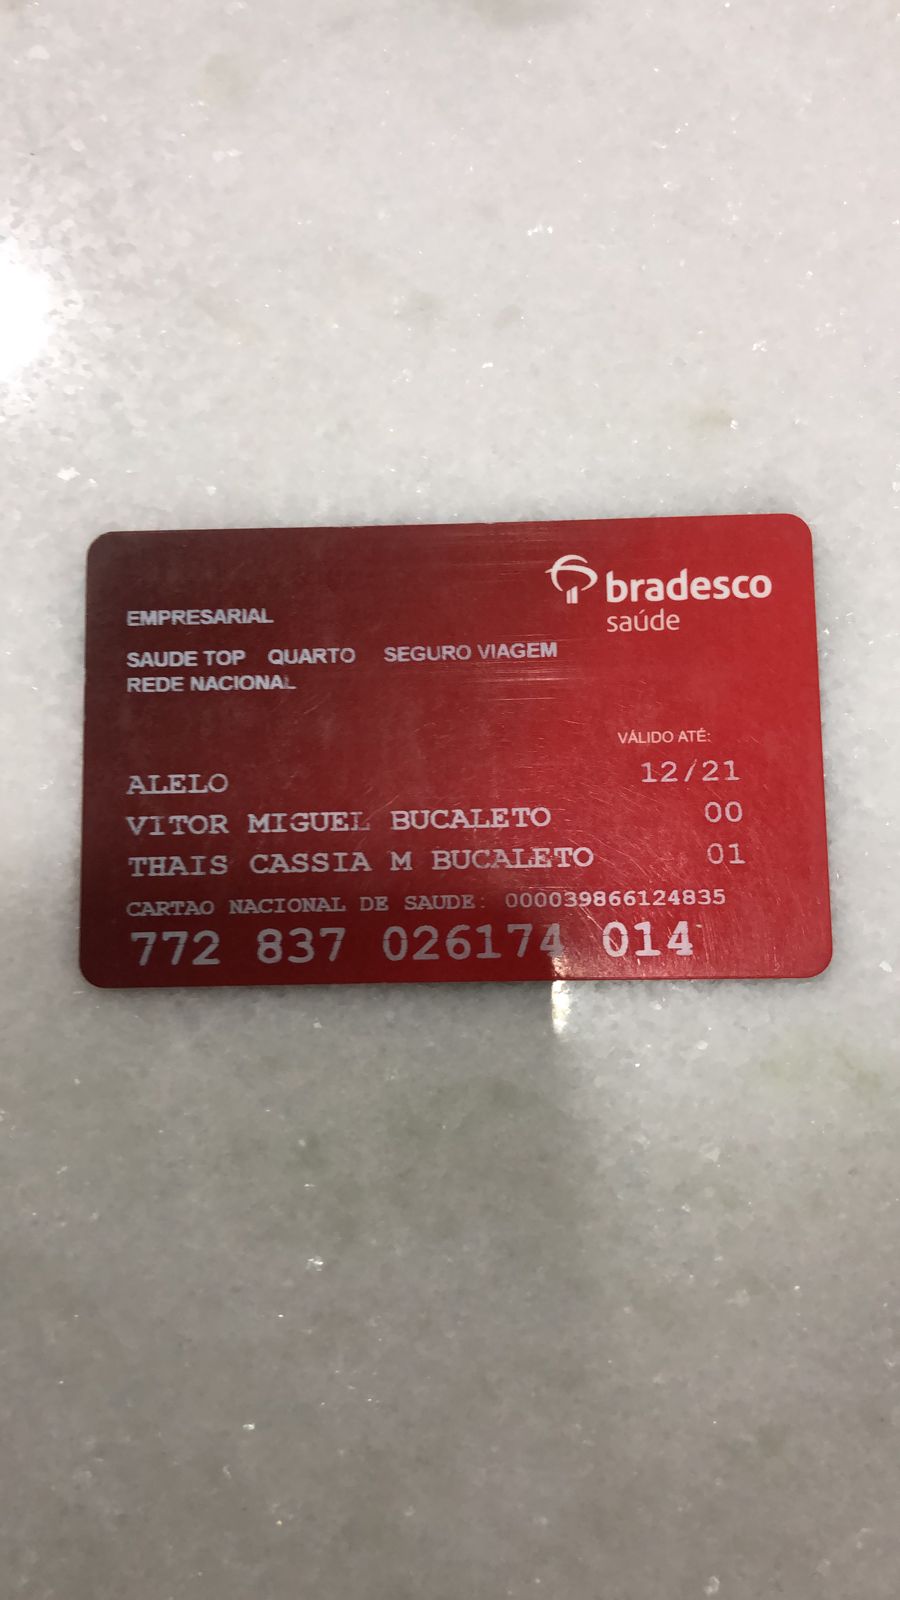 bradesco
saúde
EMPRESARIAL
SAUDE TOP QUARTO SEGURO VIAGEM
REDE NACIONAL
VÁLIDO ATÉ:
ALELO 12/21
VITOR MIGUEL BUCALETO 00
THAIS CASSIA M BUCALETO 01
CARTAO NACIONAL DE SAUDE: 000039866124835
772 837 026174 014